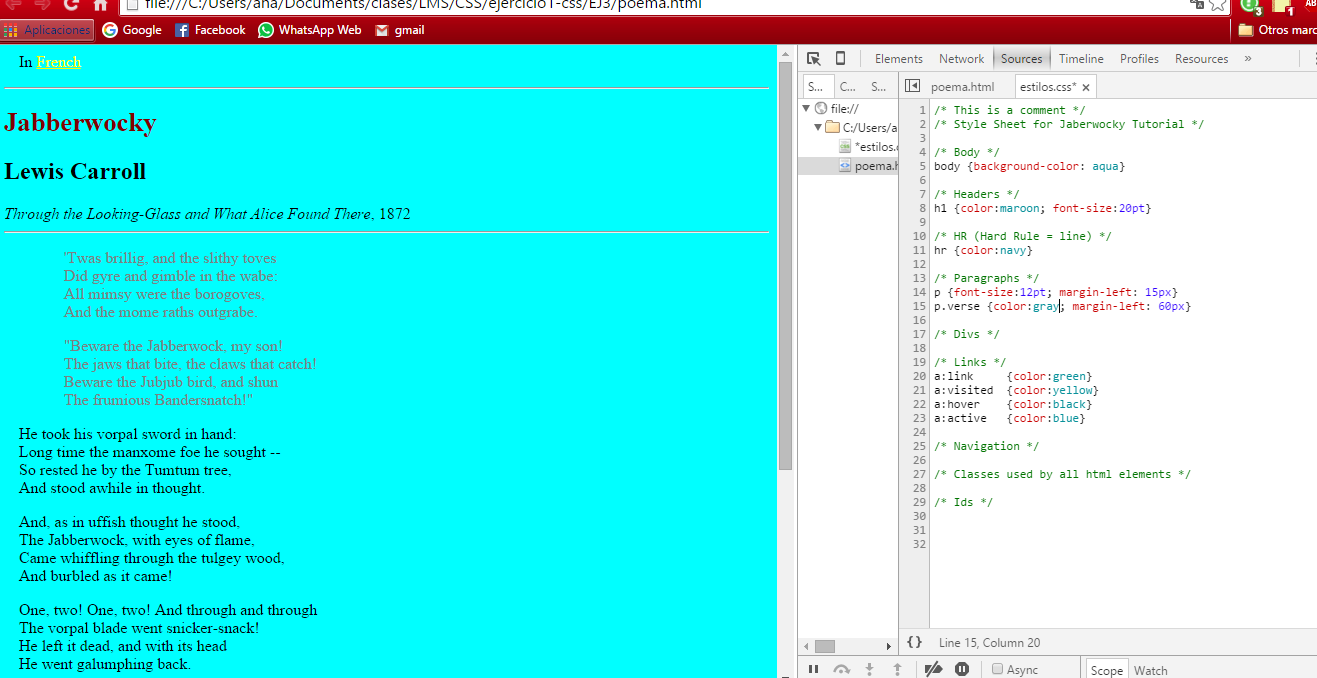 file:///C:/Users/ana/Documents/clases/LMS/CSS/ejercicio1-css/EJ3/poema.html
1
AB
Aplicaciones
Google
Facebook
WhatsApp Web
gmail
Otros marc
In French
Jabberwocky
Lewis Carroll
Through the Looking-Glass and What Alice Found There, 1872
'Twas brillig, and the slithy toves
Did gyre and gimble in the wabe:
All mimsy were the borogoves,
And the mome raths outgrabe.
"Beware the Jabberwock, my son!
The jaws that bite, the claws that catch!
Beware the Jubjub bird, and shun
The frumious Bandersnatch!"
He took his vorpal sword in hand:
Long time the manxome foe he sought --
So rested he by the Tumtum tree,
And stood awhile in thought.
And, as in uffish thought he stood,
The Jabberwock, with eyes of flame,
Came whiffling through the tulgey wood,
And burbled as it came!
One, two! One, two! And through and through
The vorpal blade went snicker-snack!
He left it dead, and with its head
He went galumphing back.
Elements Network Sources Timeline Profiles Resources »
S... C... S...
poema.html estilos.css* ×
file://
C:/Users/a
*estilos.c
poema.h
1 /* This is a comment */
2 /* Style Sheet for Jaberwocky Tutorial */
3
4 /* Body */
5 body {background-color: aqua}
6
7 /* Headers */
8 h1 {color:maroon; font-size:20pt}
9
10 /* HR (Hard Rule = line) */
11 hr {color:navy}
12
13 /* Paragraphs */
14 p {font-size:12pt; margin-left: 15px}
15 p.verse {color:gray; margin-left: 60px}
16
17 /* Divs */
18
19 /* Links */
20 a:link {color:green}
21 a:visited {color:yellow}
22 a:hover {color:black}
23 a:active {color:blue}
24
25 /* Navigation */
26
27 /* Classes used by all html elements */
28
29 /* Ids */
30
31
32
{} Line 15, Column 20
Async
Scope Watch